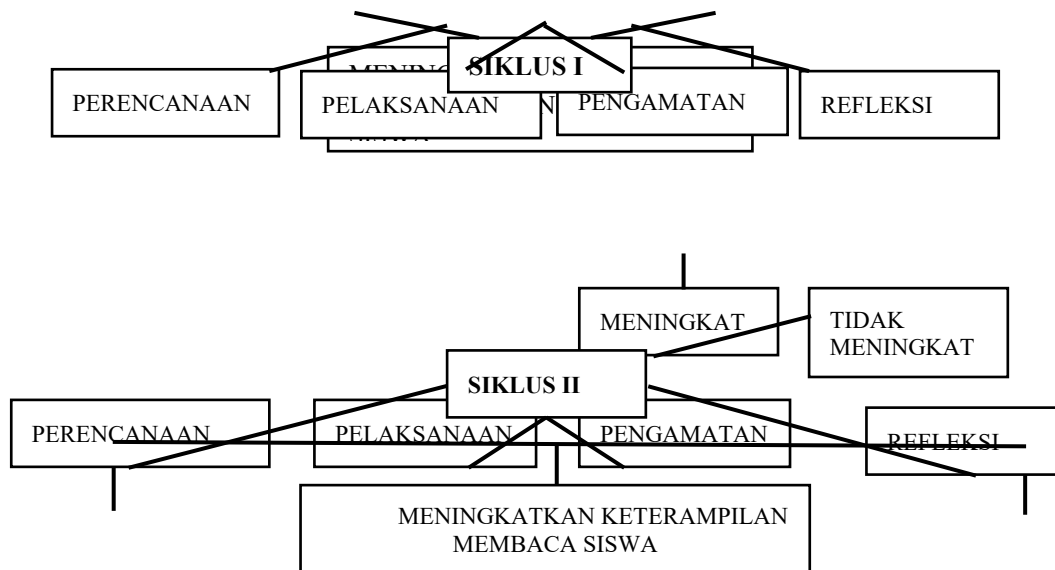 SIKLUS I
PERENCANAAN
PELAKSANAAN
PENGAMATAN
REFLEKSI
MENINGKAT
TIDAK
MENINGKAT
SIKLUS II
PERENCANAAN
PELAKSANAAN
PENGAMATAN
REFLEKSI
MENINGKATKAN KETERAMPILAN
MEMBACA SISWA